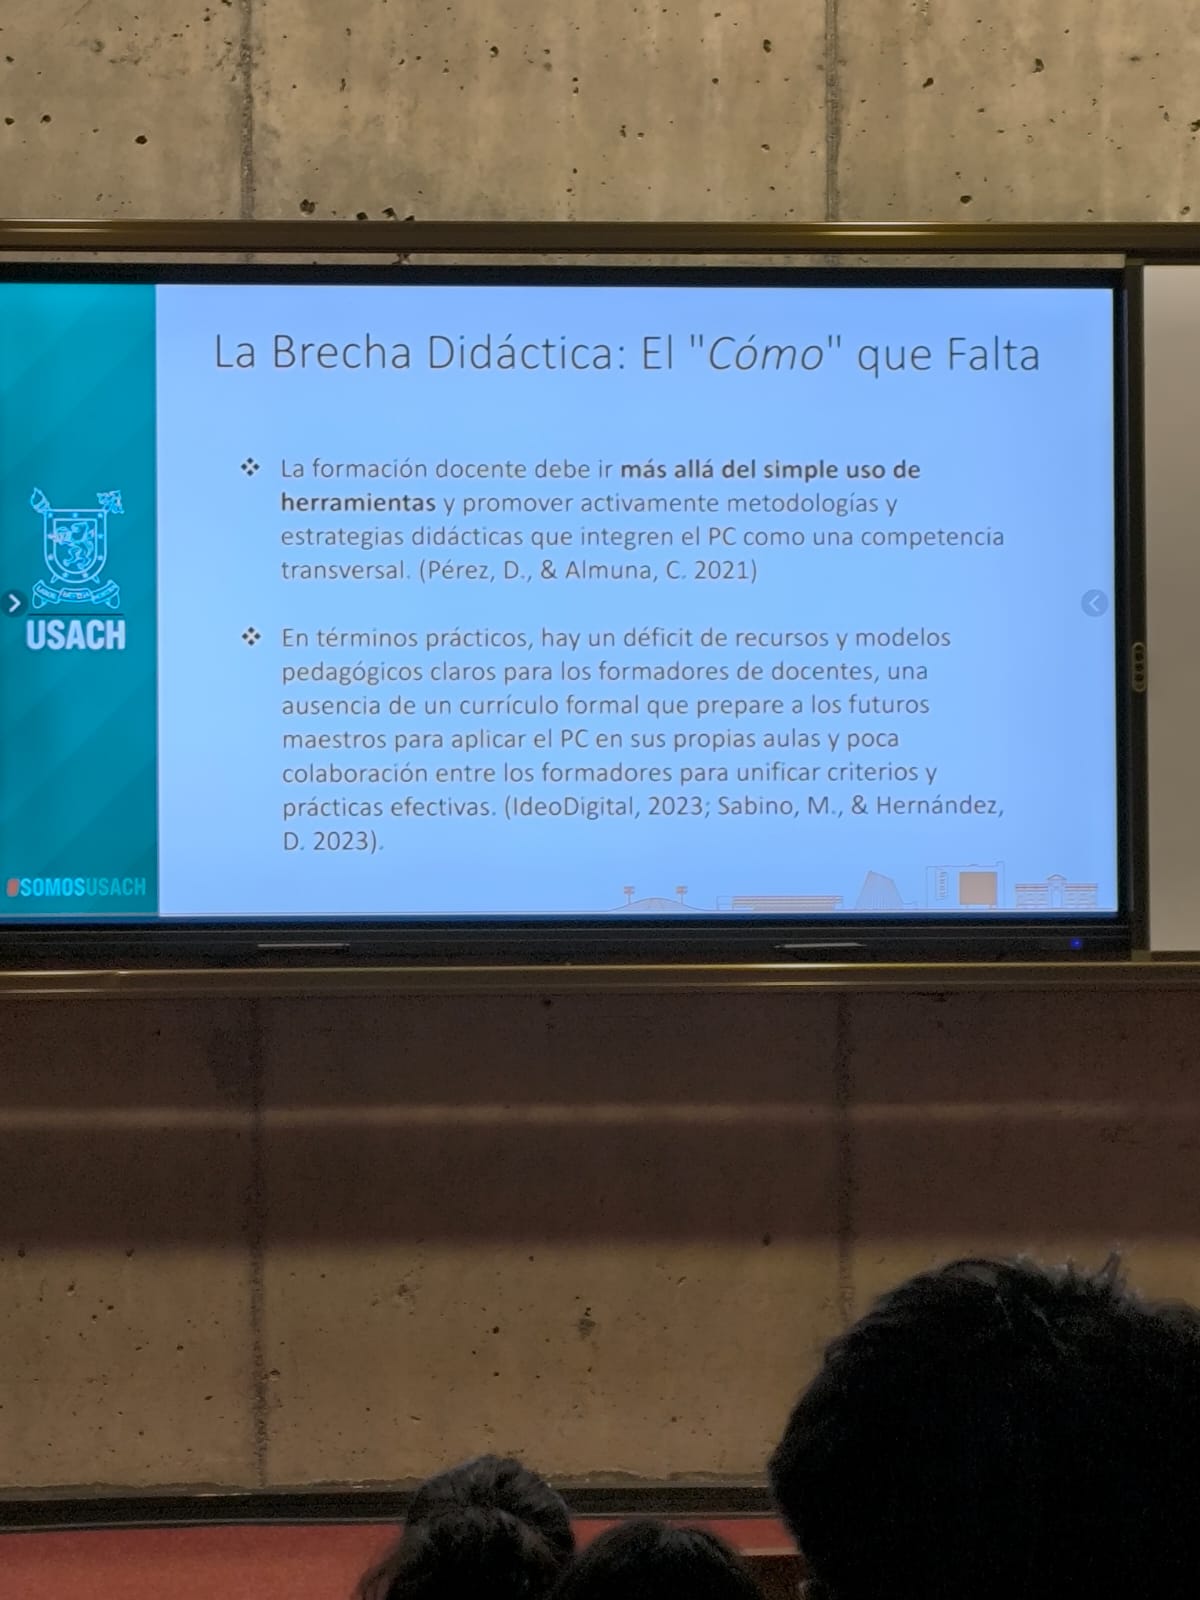 La Brecha Didáctica: El "Cómo" que Falta
La formación docente debe ir más allá del simple uso de
herramientas y promover activamente metodologías y
estrategias didácticas que integren el PC como una competencia
transversal. (Pérez, D., & Almuna, C. 2021)
En términos prácticos, hay un déficit de recursos y modelos
pedagógicos claros para los formadores de docentes, una
ausencia de un currículo formal que prepare a los futuros
maestros para aplicar el PC en sus propias aulas y poca
colaboración entre los formadores para unificar criterios y
prácticas efectivas. (IdeoDigital, 2023; Sabino, M., & Hernández,
D. 2023).
USACH
#SOMOSUSACH